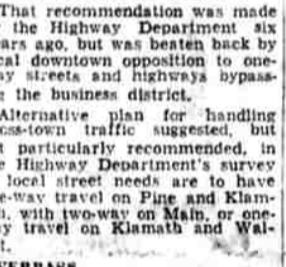 That recommendation was made
the Highway Department six
ars ago, but was beaten back by
cal downtown opposition to one-
ay streets and highways bypass-
g the business district.
Alternative plan for handling
oss-town traffic suggested, but
t particularly recommended, in
e Highway Department's survey
local street needs are to have
e-way travel on Pine and Klam-
h, with two-way on Main, or one-
y travel on Klamath and Wal-
t.